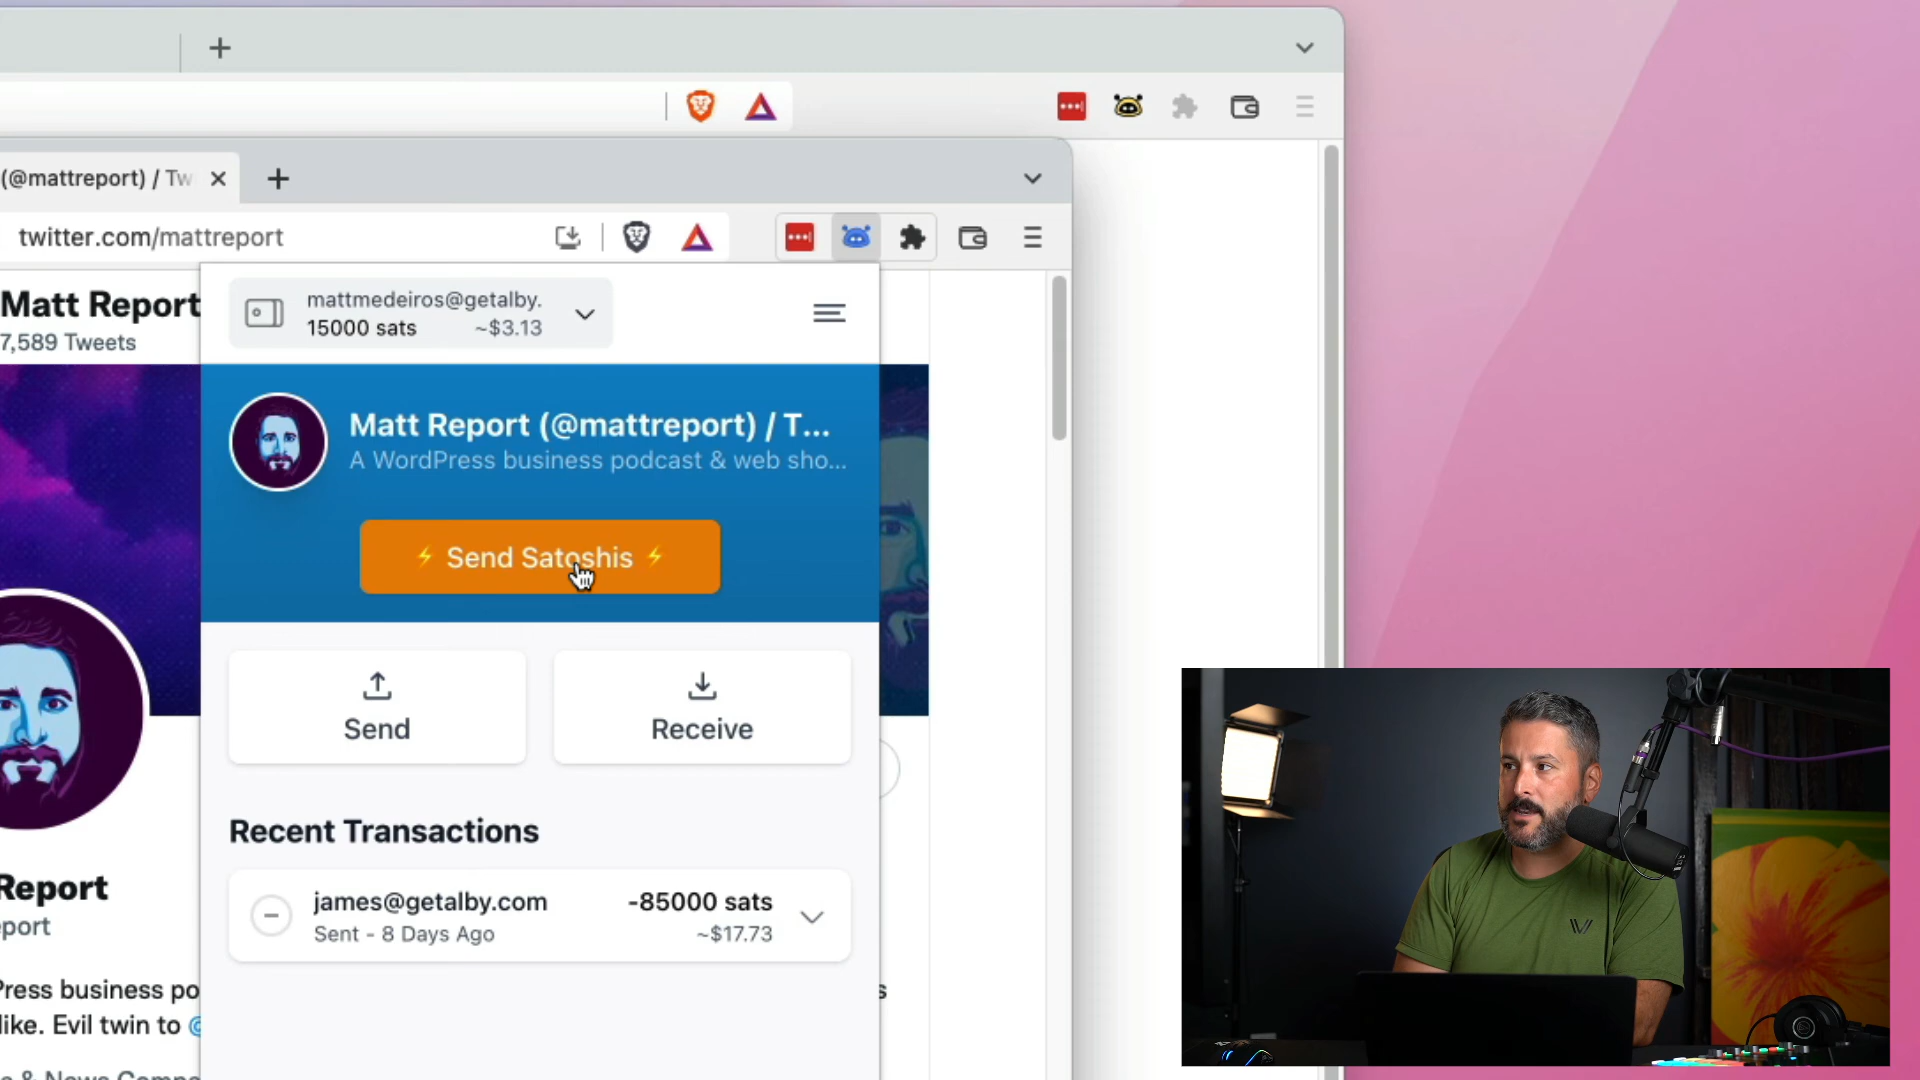 (@mattreport) / Tw
twitter.com/mattreport
Matt Report
7,589 Tweets
mattmedeiros@getalby.
15000 sats ~$3.13
Matt Report (@mattreport) / T...
A WordPress business podcast & web sho...
⚡ Send Satoshis ⚡
Send
Receive
Recent Transactions
james@getalby.com -85000 sats
Sent - 8 Days Ago ~$17.73
Report
port
Press business po
s
like. Evil twin to @